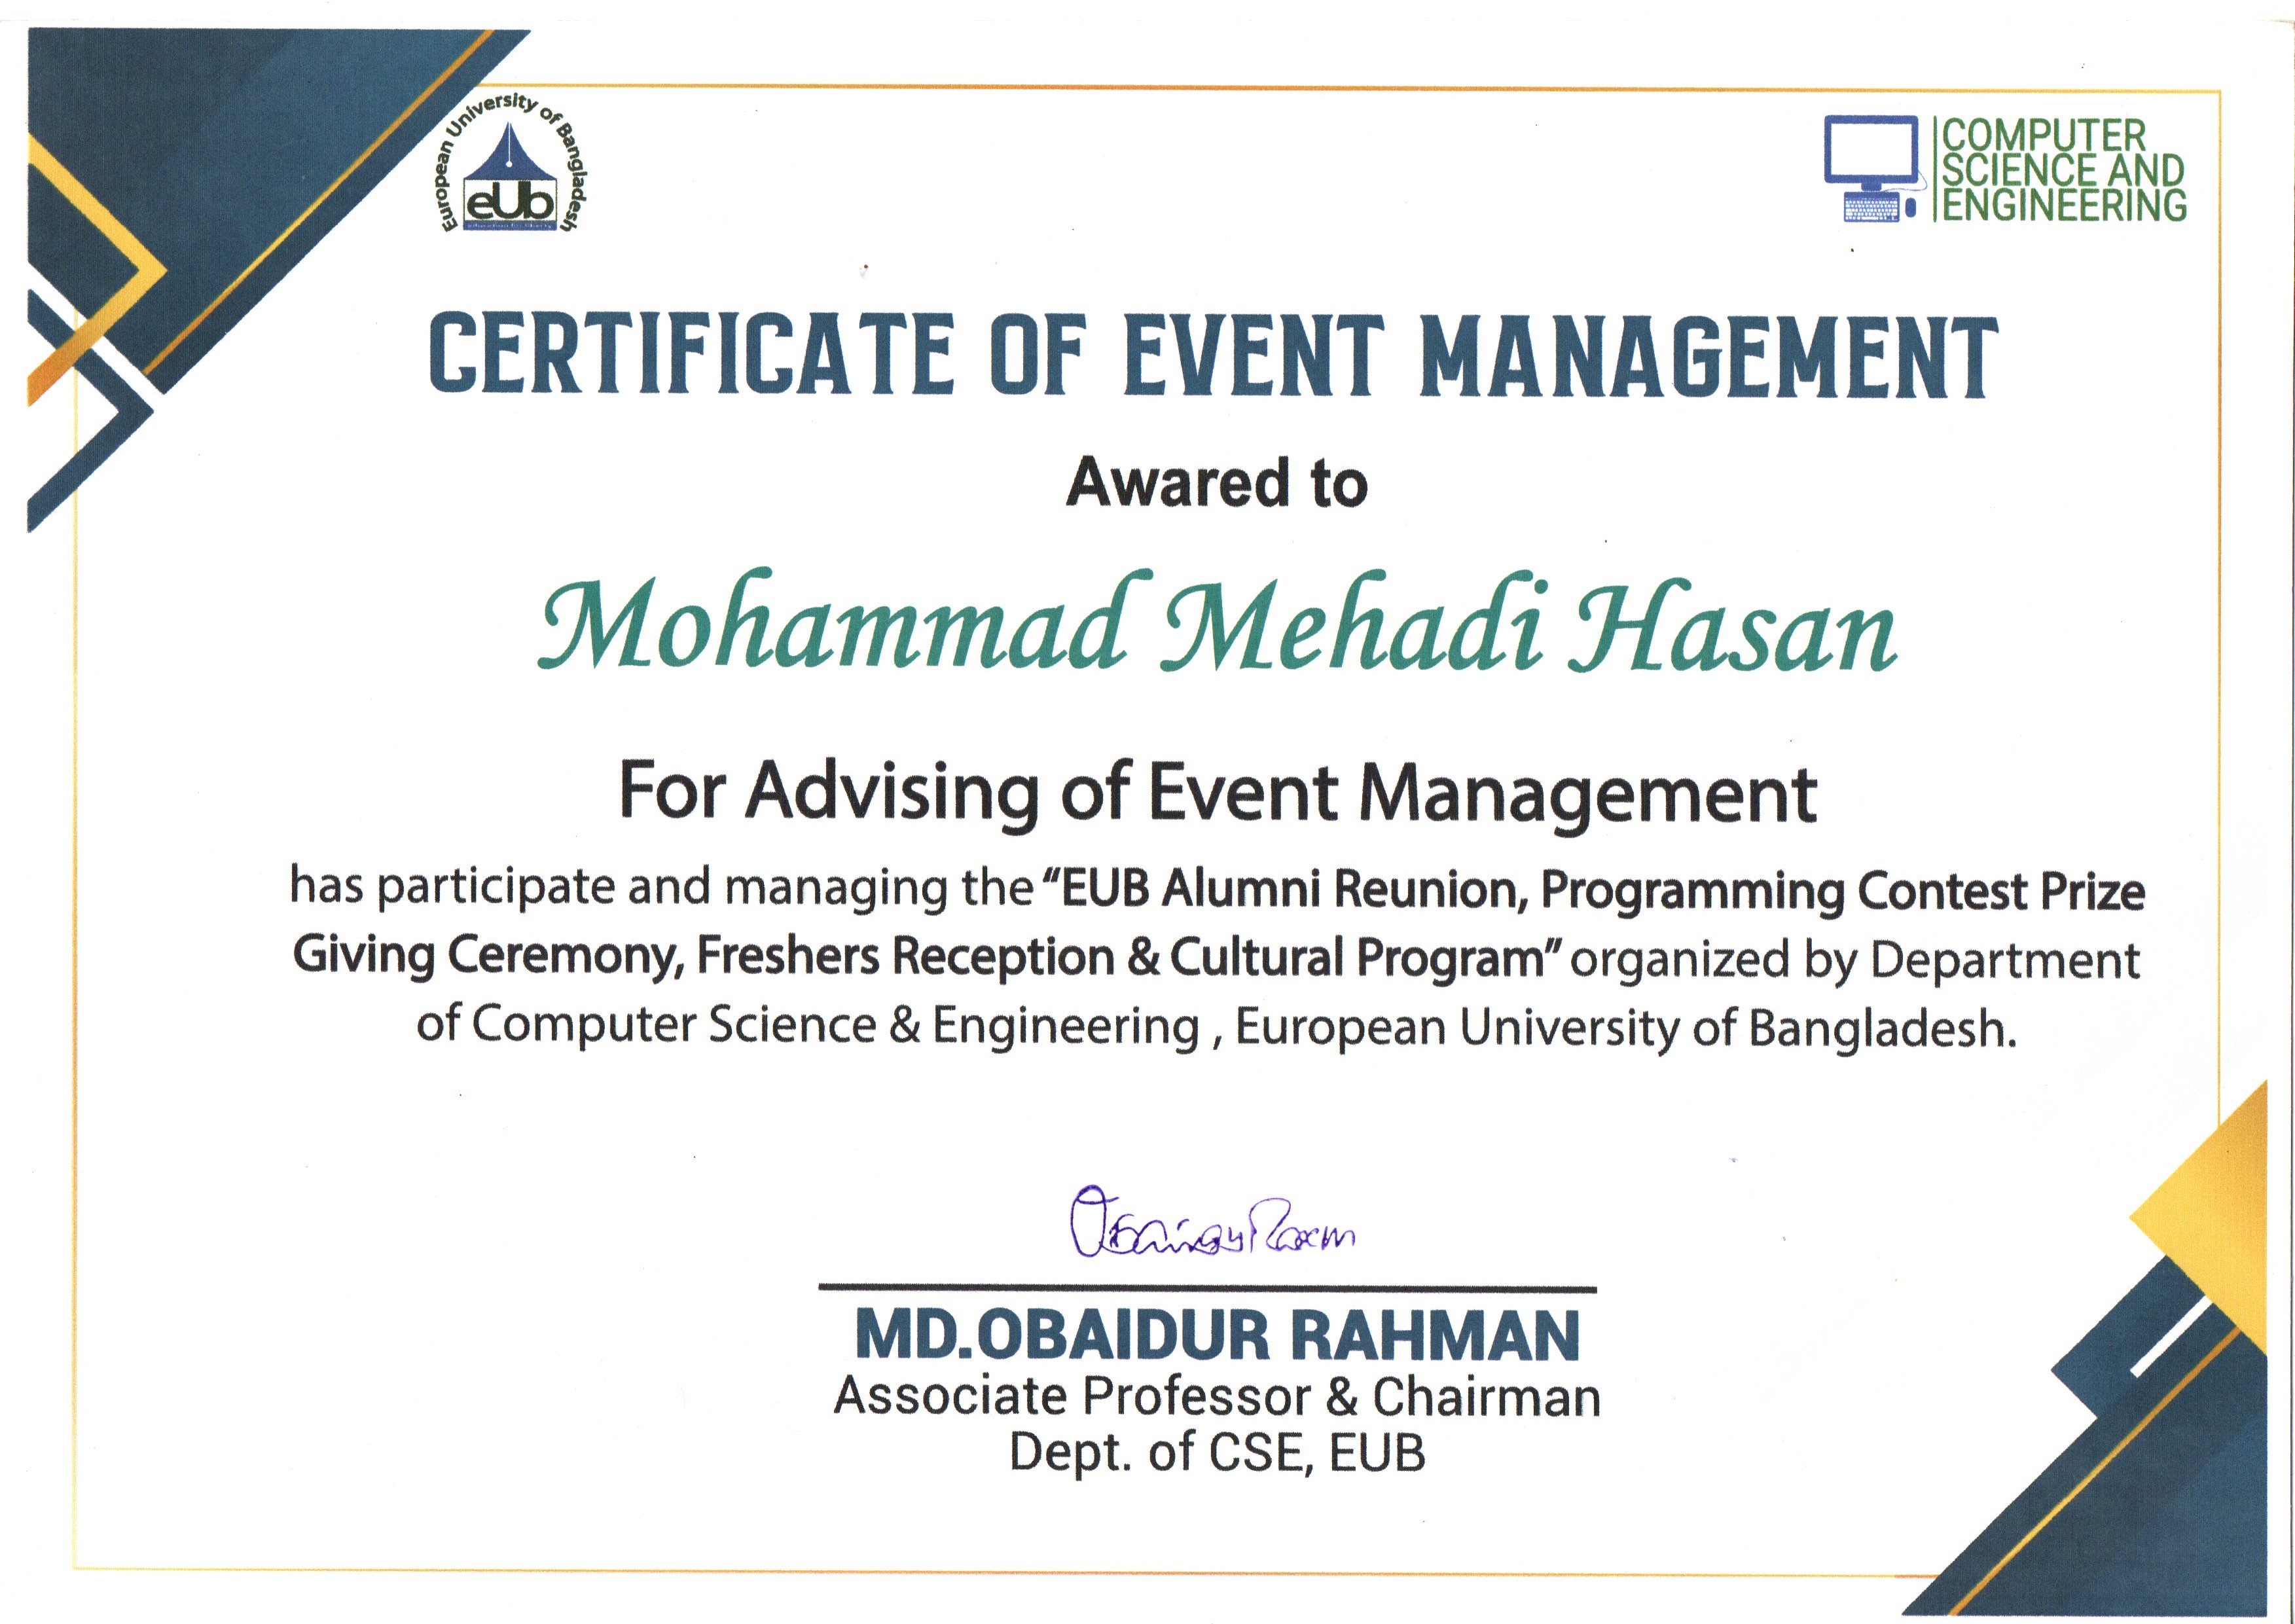 European University of Bangladesh
eUb
COMPUTER
SCIENCE AND
ENGINEERING
CERTIFICATE OF EVENT MANAGEMENT
Awared to
Mohammad Mehadi Hasan
For Advising of Event Management
has participate and managing the “EUB Alumni Reunion, Programming Contest Prize
Giving Ceremony, Freshers Reception & Cultural Program” organized by Department
of Computer Science & Engineering , European University of Bangladesh.
MD.OBAIDUR RAHMAN
Associate Professor & Chairman
Dept. of CSE, EUB